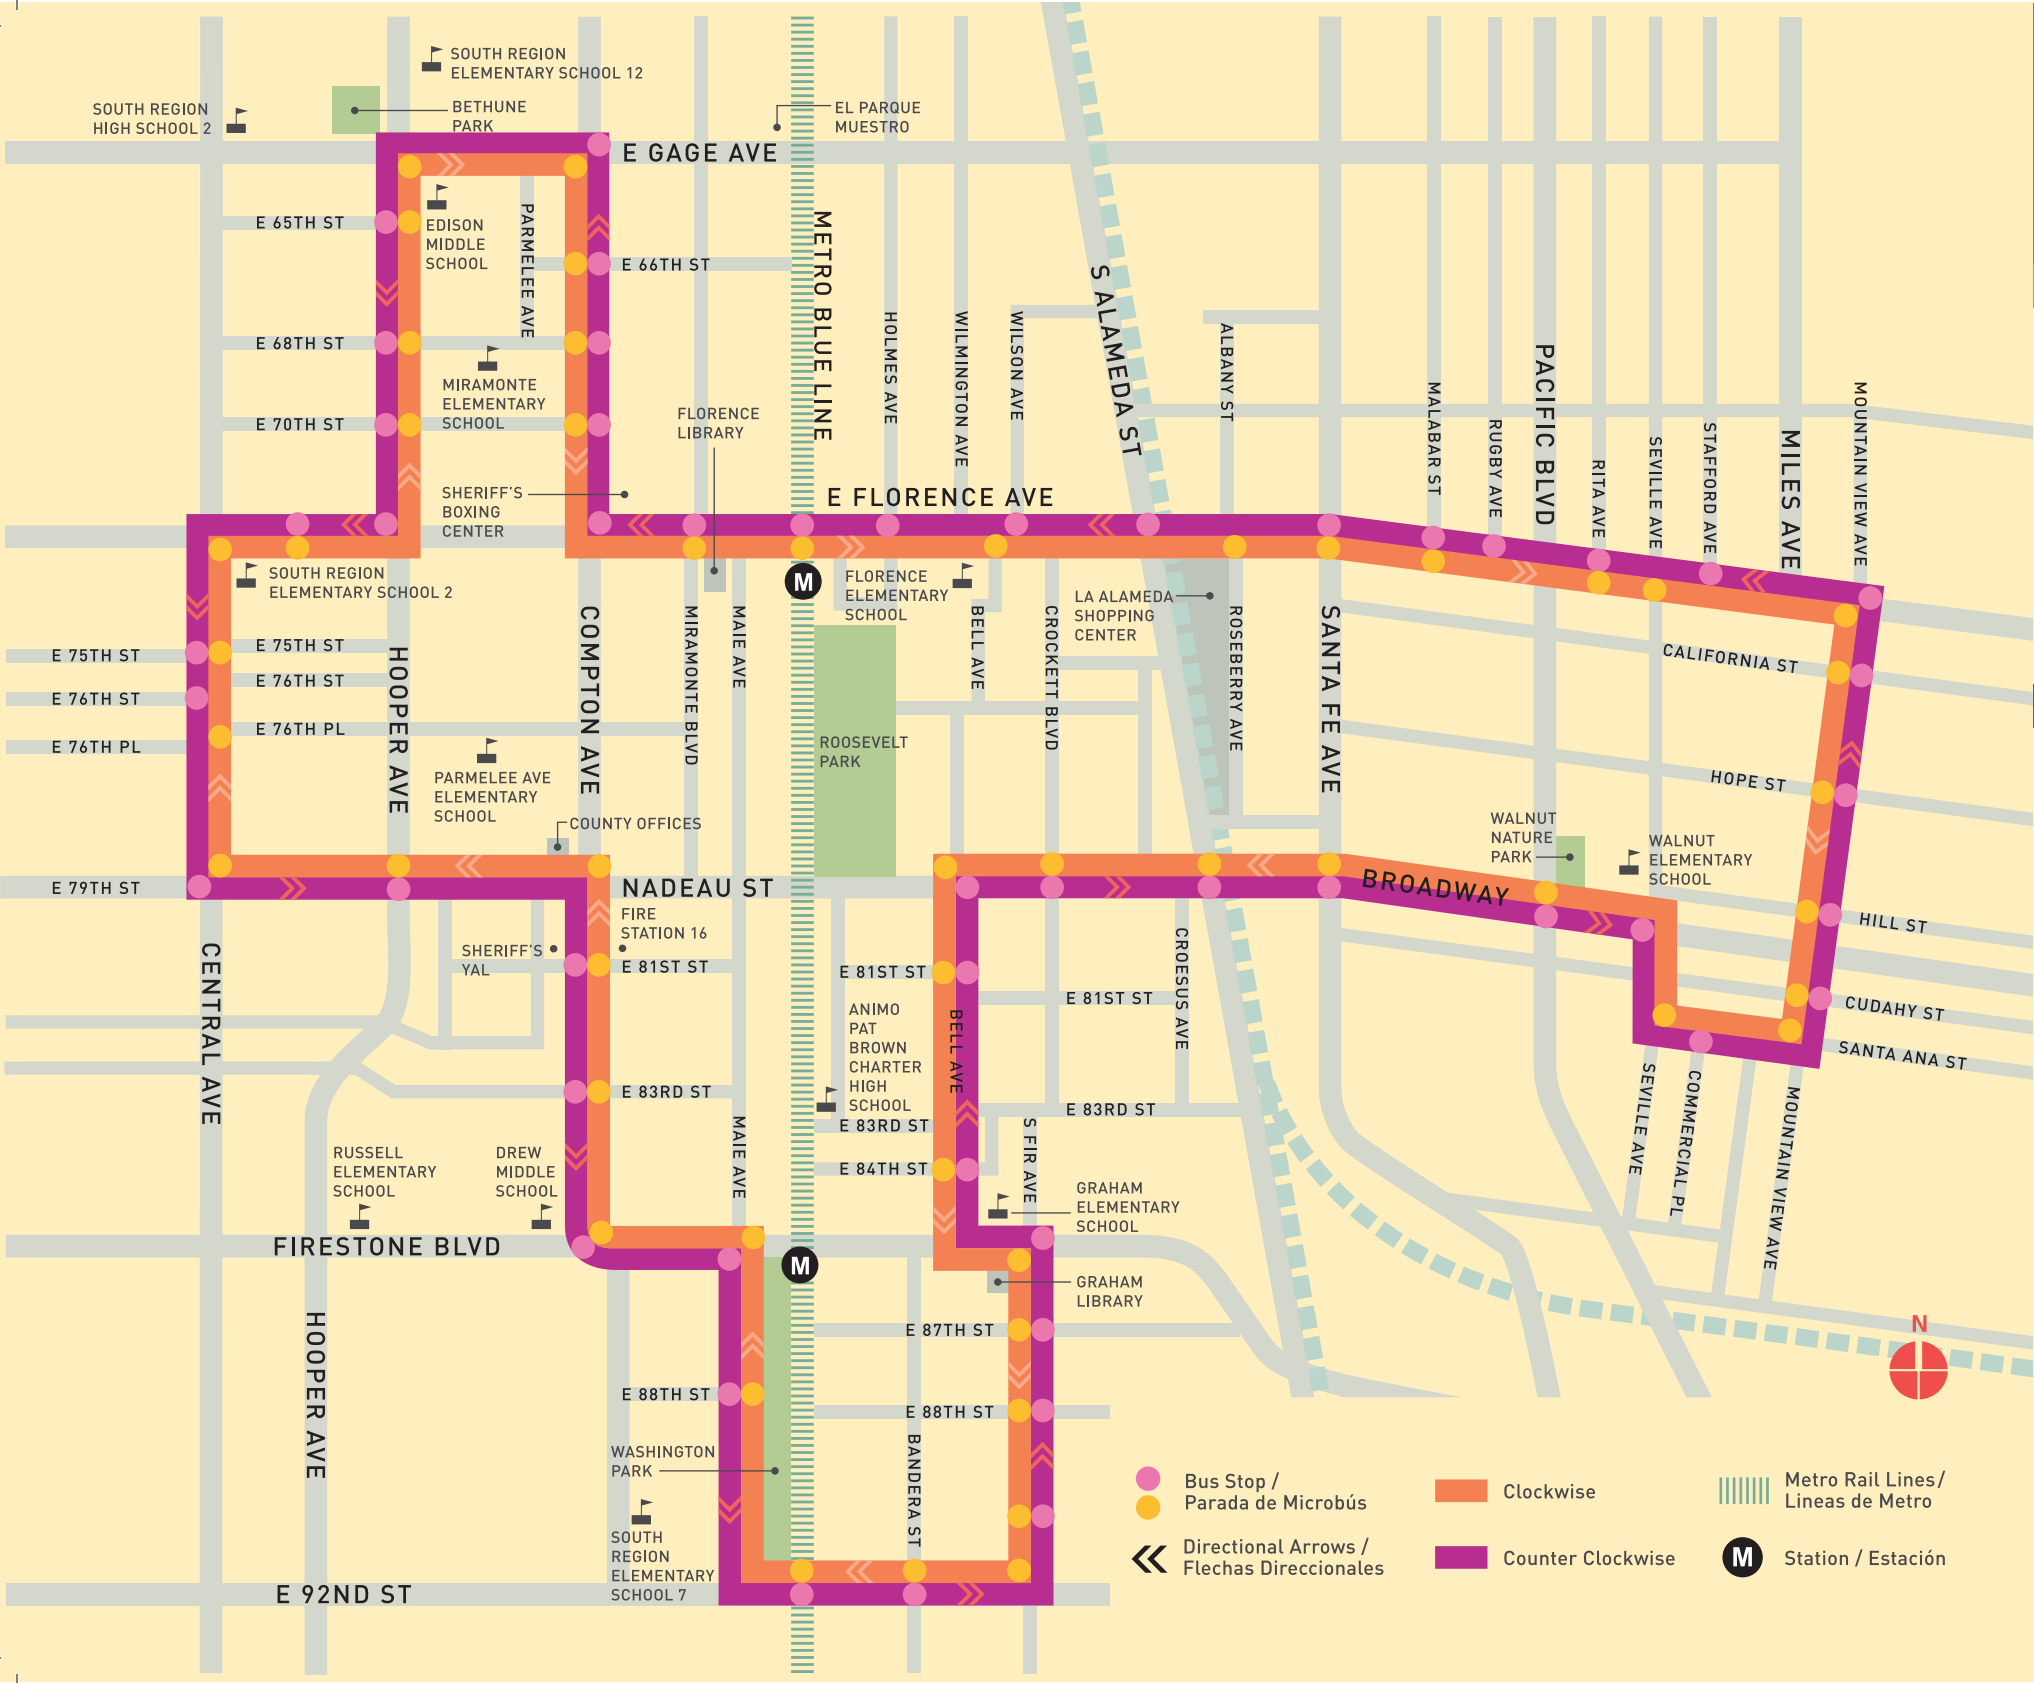 SOUTH REGION
ELEMENTARY SCHOOL 12
SOUTH REGION
HIGH SCHOOL 2
BETHUNE
PARK
EL PARQUE
MUESTRO
E GAGE AVE
E 65TH ST
EDISON
MIDDLE
SCHOOL
PARMELEE AVE
E 66TH ST
METRO BLUE LINE
S ALAMEDA ST
E 68TH ST
MIRAMONTE
ELEMENTARY
SCHOOL
E 70TH ST
FLORENCE
LIBRARY
HOLMES AVE
WILMINGTON AVE
WILSON AVE
ALBANY ST
MALABAR ST
RUGBY AVE
PACIFIC BLVD
RITA AVE
SEVILLE AVE
STAFFORD AVE
MILES AVE
MOUNTAIN VIEW AVE
SHERIFF'S
BOXING
CENTER
E FLORENCE AVE
SOUTH REGION
ELEMENTARY SCHOOL 2
M
FLORENCE
ELEMENTARY
SCHOOL
LA ALAMEDA
SHOPPING
CENTER
E 75TH ST
E 75TH ST
E 76TH ST
E 76TH ST
E 76TH PL
E 76TH PL
HOOPER AVE
COMPTON AVE
MIRAMONTE BLVD
MAIE AVE
BELL AVE
CROCKETT BLVD
ROSEBERRY AVE
SANTA FE AVE
CALIFORNIA ST
HOPE ST
PARMELEE AVE
ELEMENTARY
SCHOOL
ROOSEVELT
PARK
COUNTY OFFICES
WALNUT
NATURE
PARK
WALNUT
ELEMENTARY
SCHOOL
E 79TH ST
NADEAU ST
BROADWAY
HILL ST
FIRE
STATION 16
SHERIFF'S
YAL
E 81ST ST
E 81ST ST
E 81ST ST
CROESUS AVE
CENTRAL AVE
ANIMO
PAT
BROWN
CHARTER
HIGH
SCHOOL
BELL AVE
CUDAHY ST
SANTA ANA ST
E 83RD ST
E 83RD ST
E 83RD ST
E 84TH ST
S FIR AVE
MAIE AVE
SEVILLE AVE
COMMERCIAL PL
MOUNTAIN VIEW AVE
RUSSELL
ELEMENTARY
SCHOOL
DREW
MIDDLE
SCHOOL
GRAHAM
ELEMENTARY
SCHOOL
FIRESTONE BLVD
M
GRAHAM
LIBRARY
HOOPER AVE
E 87TH ST
E 88TH ST
E 88TH ST
BANDERA ST
WASHINGTON
PARK
SOUTH
REGION
ELEMENTARY
SCHOOL 7
E 92ND ST
N
Bus Stop /
Parada de Microbús
Directional Arrows /
Flechas Direccionales
Clockwise
Counter Clockwise
Metro Rail Lines/
Lineas de Metro
M
Station / Estación